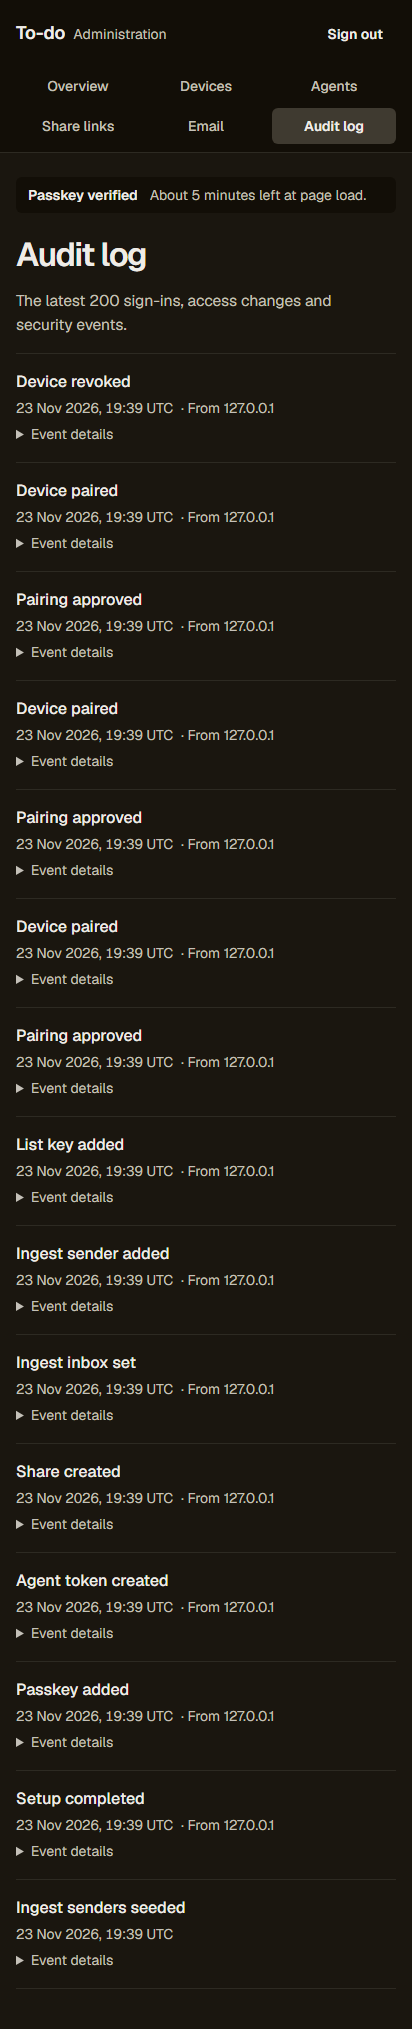 To-do Administration
Sign out
Overview Devices Agents
Share links Email Audit log
Passkey verified About 5 minutes left at page load.
Audit log
The latest 200 sign-ins, access changes and
security events.
Device revoked
23 Nov 2026, 19:39 UTC · From 127.0.0.1
Event details
Device paired
23 Nov 2026, 19:39 UTC · From 127.0.0.1
Event details
Pairing approved
23 Nov 2026, 19:39 UTC · From 127.0.0.1
Event details
Device paired
23 Nov 2026, 19:39 UTC · From 127.0.0.1
Event details
Pairing approved
23 Nov 2026, 19:39 UTC · From 127.0.0.1
Event details
Device paired
23 Nov 2026, 19:39 UTC · From 127.0.0.1
Event details
Pairing approved
23 Nov 2026, 19:39 UTC · From 127.0.0.1
Event details
List key added
23 Nov 2026, 19:39 UTC · From 127.0.0.1
Event details
Ingest sender added
23 Nov 2026, 19:39 UTC · From 127.0.0.1
Event details
Ingest inbox set
23 Nov 2026, 19:39 UTC · From 127.0.0.1
Event details
Share created
23 Nov 2026, 19:39 UTC · From 127.0.0.1
Event details
Agent token created
23 Nov 2026, 19:39 UTC · From 127.0.0.1
Event details
Passkey added
23 Nov 2026, 19:39 UTC · From 127.0.0.1
Event details
Setup completed
23 Nov 2026, 19:39 UTC · From 127.0.0.1
Event details
Ingest senders seeded
23 Nov 2026, 19:39 UTC
Event details